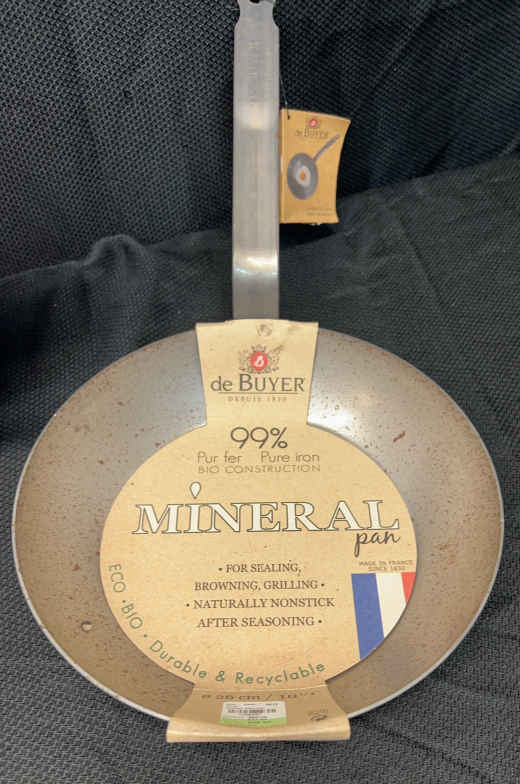 de BUYER
de BUYER
DEPUIS 1830
99%
Pur fer Pure iron
BIO CONSTRUCTION
MINERAL
pan
MADE IN FRANCE
SINCE 1830
• FOR SEALING,
BROWNING, GRILLING •
• NATURALLY NONSTICK
AFTER SEASONING •
ECO • BIO • Durable & Recyclable